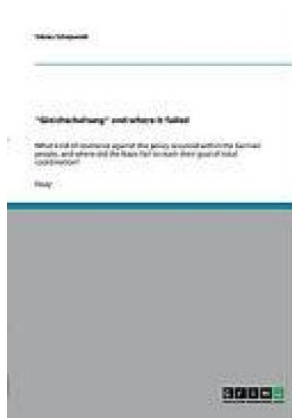 "Gleichschaltung" and where it failed
What kind of resistance against this policy occurred within the German
people, and where did the Nazis fail to reach their goal of total
coordination?
Essay
GRIN